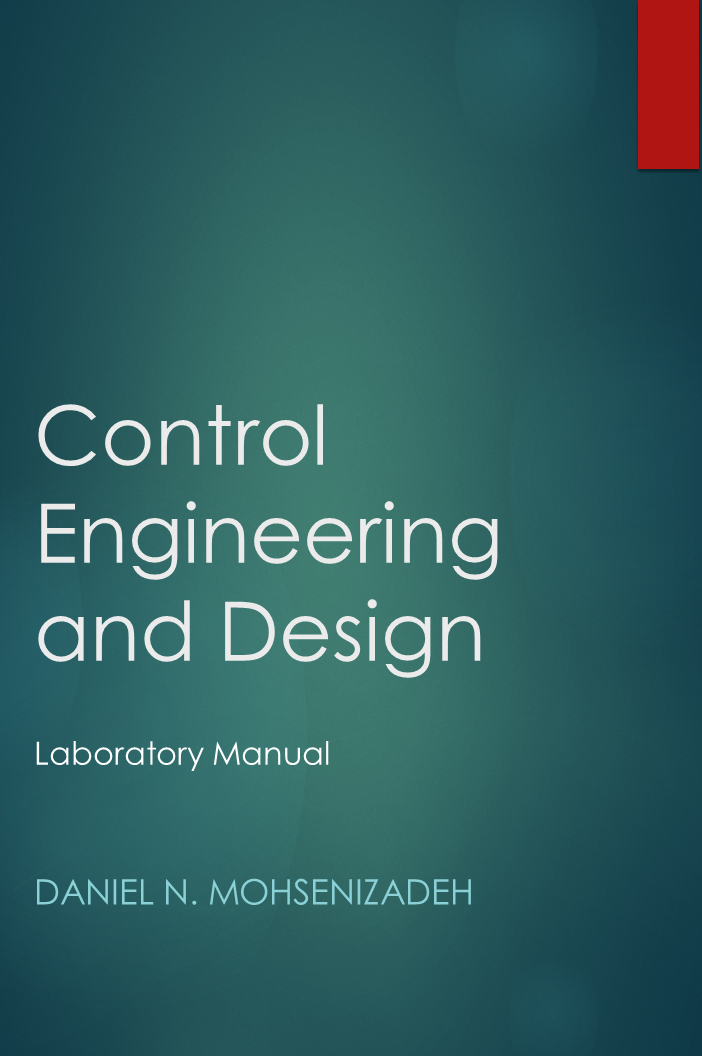 Control
Engineering
and Design
Laboratory Manual
DANIEL N. MOHSENIZADEH